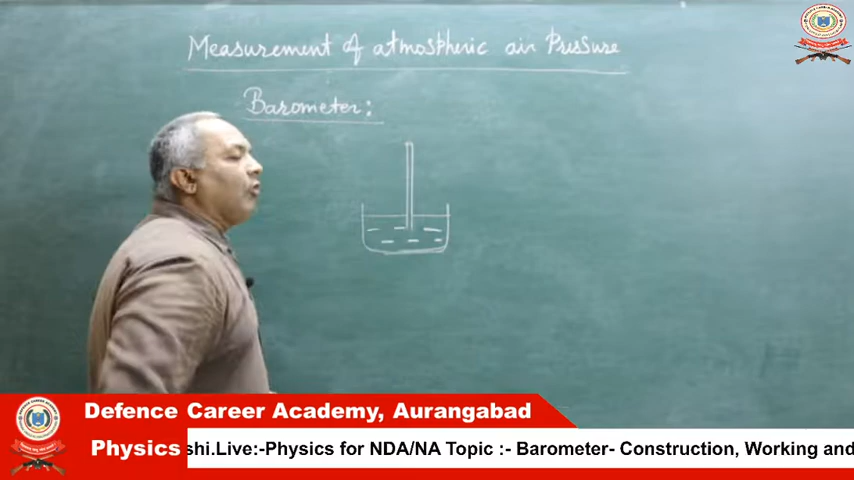 Measurement of atmospheric air Pressure
Barometer:
Defence Career Academy, Aurangabad
Physics
shi.Live:-Physics for NDA/NA Topic :- Barometer- Construction, Working and